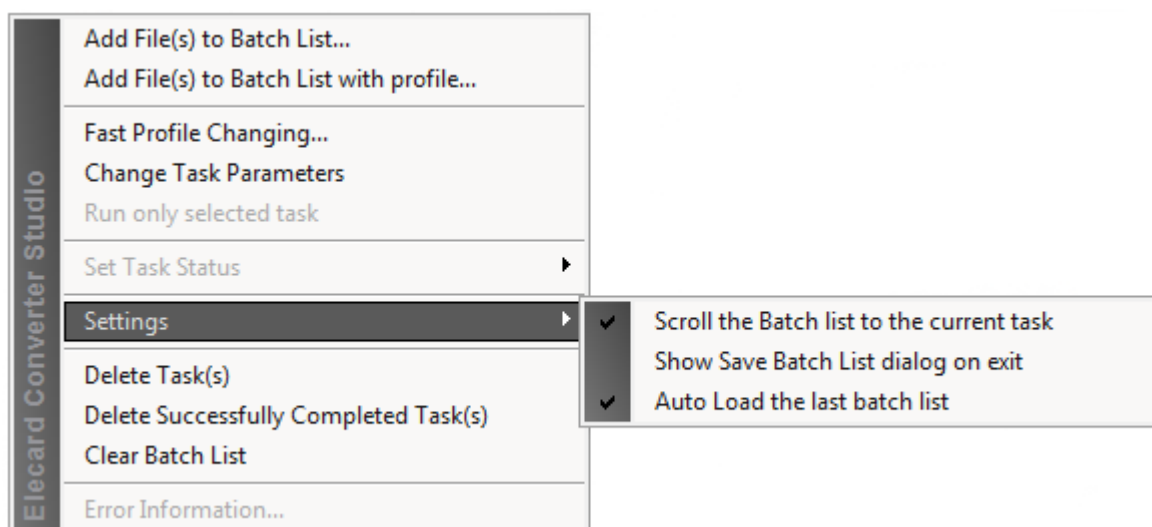 Elecard Converter Studio
Add File(s) to Batch List...
Add File(s) to Batch List with profile...
Fast Profile Changing...
Change Task Parameters
Run only selected task
Set Task Status
Settings
Scroll the Batch list to the current task
Show Save Batch List dialog on exit
Auto Load the last batch list
Delete Task(s)
Delete Successfully Completed Task(s)
Clear Batch List
Error Information...